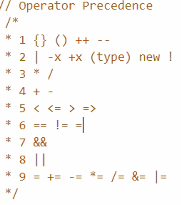 // Operator Precedence
/*
* 1 {} () ++ --
* 2 | -x +x (type) new !
* 3 * /
* 4 + -
* 5 < <= > =>
* 6 == != =
* 7 &&
* 8 ||
* 9 = += -= *= /= &= |=
*/